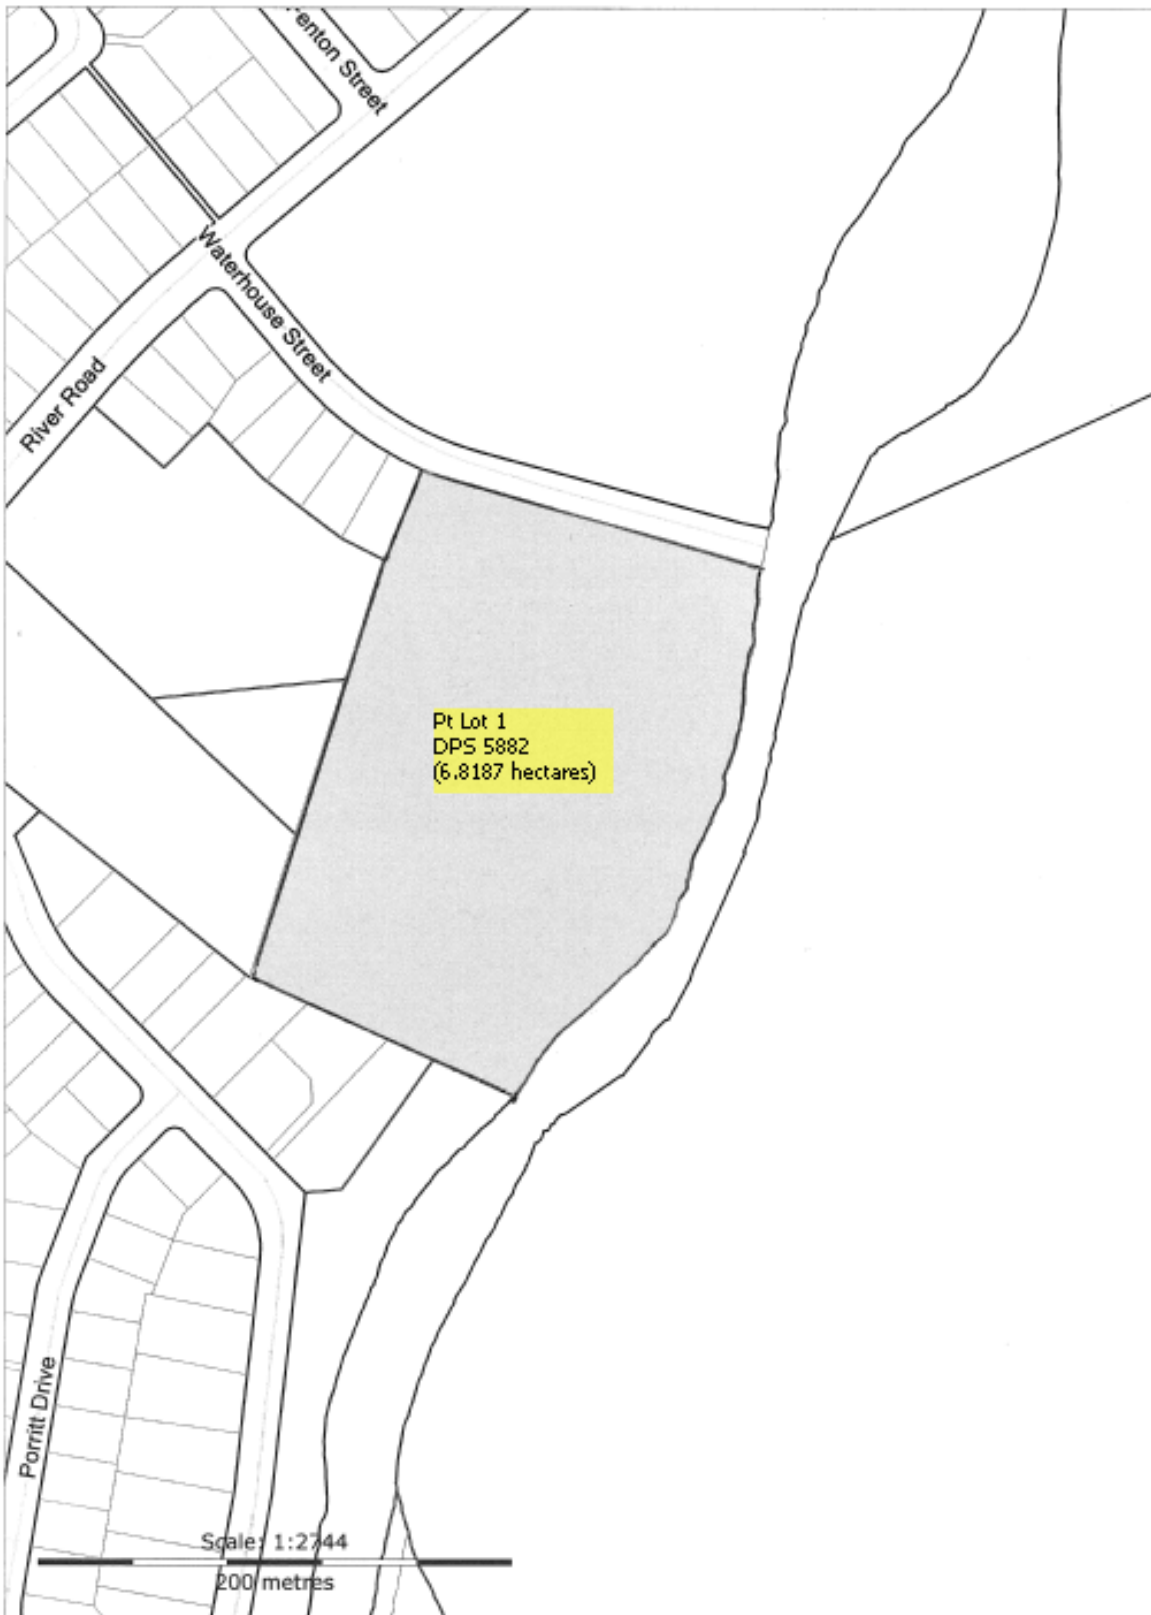 Fenton Street
Waterhouse Street
River Road
Pt Lot 1
DPS 5882
(6.8187 hectares)
Porritt Drive
Scale: 1:2744
200 metres